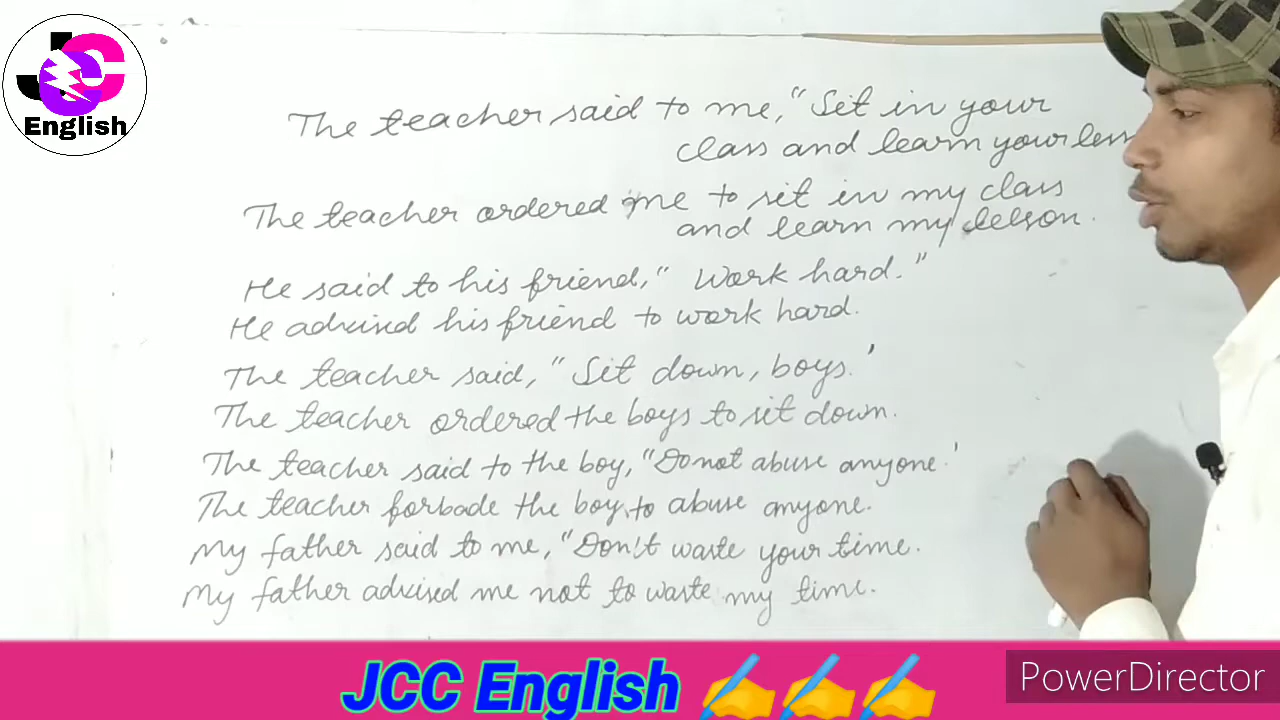 JCC
English
The teacher said to me, "Sit in your
class and learn your less
The teacher ordered me to sit in my class
and learn my lesson.
He said to his friend, "Work hard."
He advised his friend to work hard.
The teacher said, "Sit down, boys.'
The teacher ordered the boys to sit down.
The teacher said to the boy, "Do not abuse anyone.'
The teacher forbade the boy to abuse anyone.
My father said to me, "Don't waste your time.
My father advised me not to waste my time.
JCC English ✍✍✍
PowerDirector